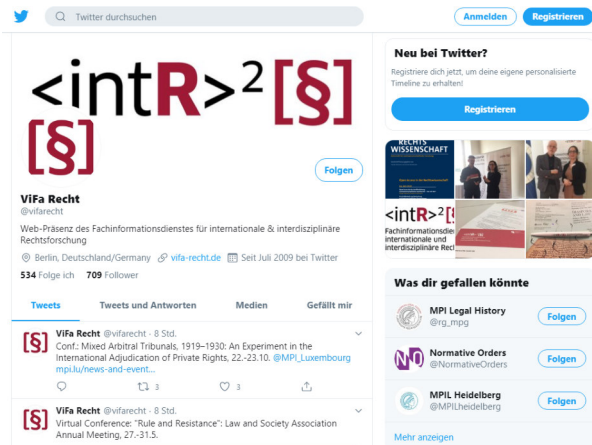 Twitter durchsuchen
Anmelden
Registrieren
<intR>²[§]
[§]
Folgen
ViFa Recht
@vifarecht
Web-Präsenz des Fachinformationsdienstes für internationale & interdisziplinäre
Rechtsforschung
Berlin, Deutschland/Germany vifa-recht.de Seit Juli 2009 bei Twitter
534 Folge ich 709 Follower
Tweets Tweets und Antworten Medien Gefällt mir
[§]
ViFa Recht @vifarecht · 8 Std.
Conf.: Mixed Arbitral Tribunals, 1919–1930: An Experiment in the
International Adjudication of Private Rights, 22.-23.10. @MPI_Luxembourg
mpi.lu/news-and-event...
3 3
[§]
ViFa Recht @vifarecht · 8 Std.
Virtual Conference: "Rule and Resistance": Law and Society Association
Annual Meeting, 27.-31.5.
Neu bei Twitter?
Registriere dich jetzt, um deine eigene personalisierte
Timeline zu erhalten!
Registrieren
RECHTS
WISSENSCHAFT
<intR>²[§
Fachinformationsdienst
internationale und
interdisziplinäre Rec
Was dir gefallen könnte
MPI Legal History
@rg_mpg
Folgen
NO
Normative Orders
@NormativeOrders
Folgen
MPIL Heidelberg
@MPILheidelberg
Folgen
Mehr anzeigen